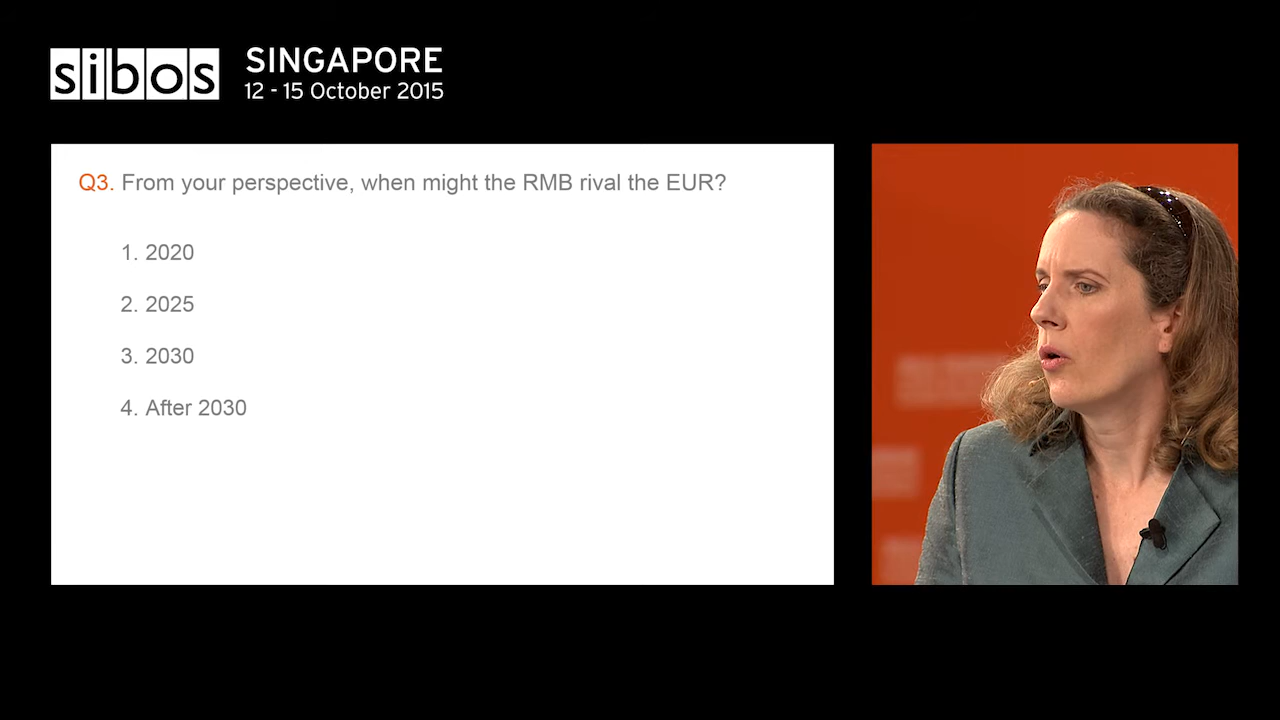 sibos
SINGAPORE
12 - 15 October 2015
Q3. From your perspective, when might the RMB rival the EUR?
1. 2020
2. 2025
3. 2030
4. After 2030